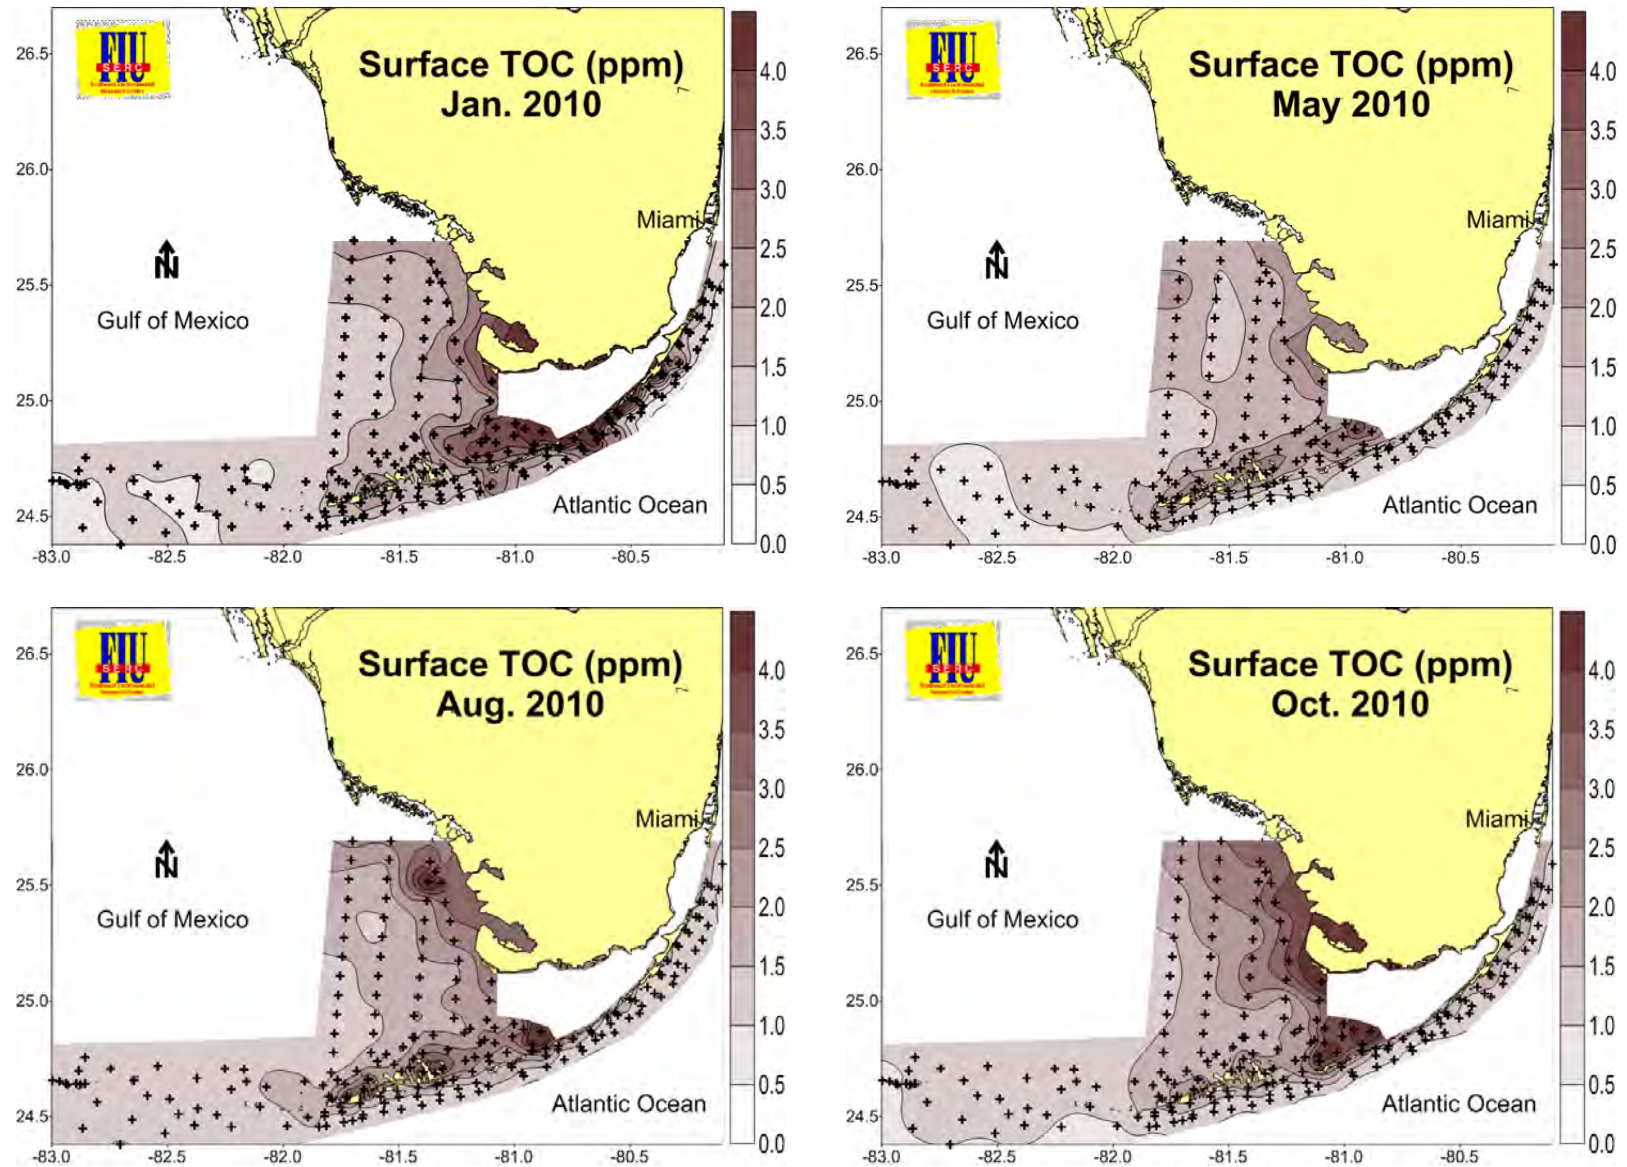 FIU
SERC
Surface TOC (ppm)
Jan. 2010
Miami
Gulf of Mexico
N
Atlantic Ocean
26.5
26.0
25.5
25.0
24.5
-83.0
-82.5
-82.0
-81.5
-81.0
-80.5
4.0
3.5
3.0
2.5
2.0
1.5
1.0
0.5
0.0
FIU
SERC
Surface TOC (ppm)
May 2010
Miami
Gulf of Mexico
N
Atlantic Ocean
26.5
26.0
25.5
25.0
24.5
-83.0
-82.5
-82.0
-81.5
-81.0
-80.5
4.0
3.5
3.0
2.5
2.0
1.5
1.0
0.5
0.0
FIU
SERC
Surface TOC (ppm)
Aug. 2010
Miami
Gulf of Mexico
N
Atlantic Ocean
26.5
26.0
25.5
25.0
24.5
-83.0
-82.5
-82.0
-81.5
-81.0
-80.5
4.0
3.5
3.0
2.5
2.0
1.5
1.0
0.5
0.0
FIU
SERC
Surface TOC (ppm)
Oct. 2010
Miami
Gulf of Mexico
N
Atlantic Ocean
26.5
26.0
25.5
25.0
24.5
-83.0
-82.5
-82.0
-81.5
-81.0
-80.5
4.0
3.5
3.0
2.5
2.0
1.5
1.0
0.5
0.0